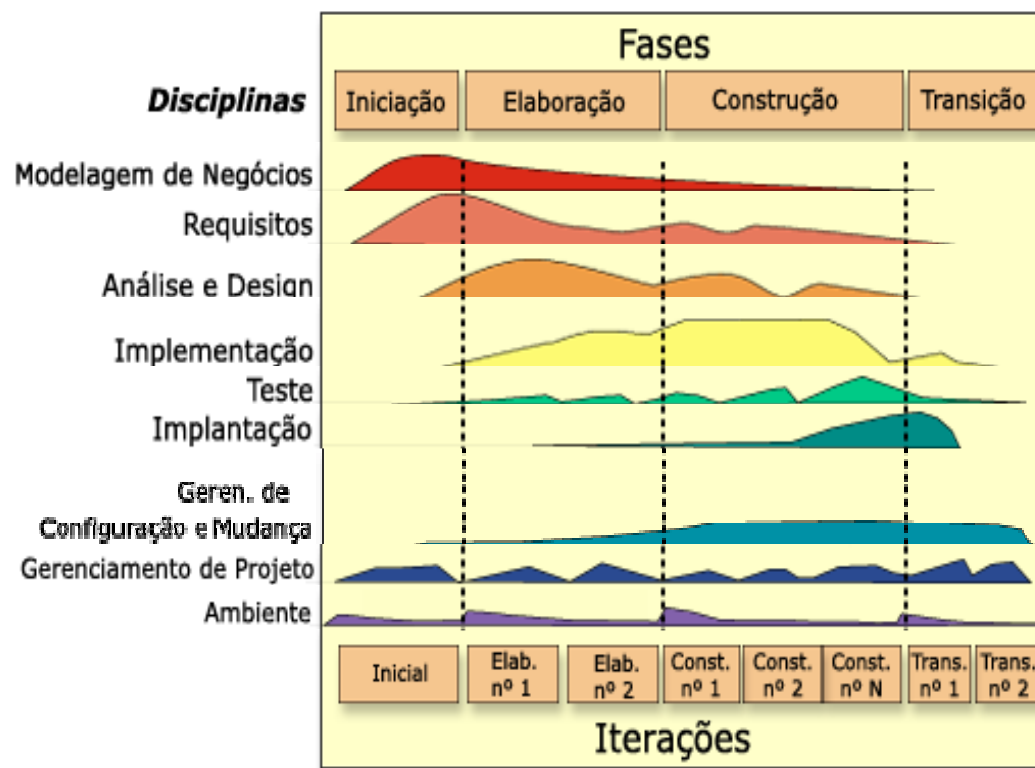 Fases
Disciplinas
Iniciação
Elaboração
Construção
Transição
Modelagem de Negócios
Requisitos
Análise e Design
Implementação
Teste
Implantação
Geren. de
Configuração e Mudança
Gerenciamento de Projeto
Ambiente
Inicial
Elab.
nº 1
Elab.
nº 2
Const.
nº 1
Const.
nº 2
Const.
nº N
Trans.
nº 1
Trans.
nº 2
Iterações